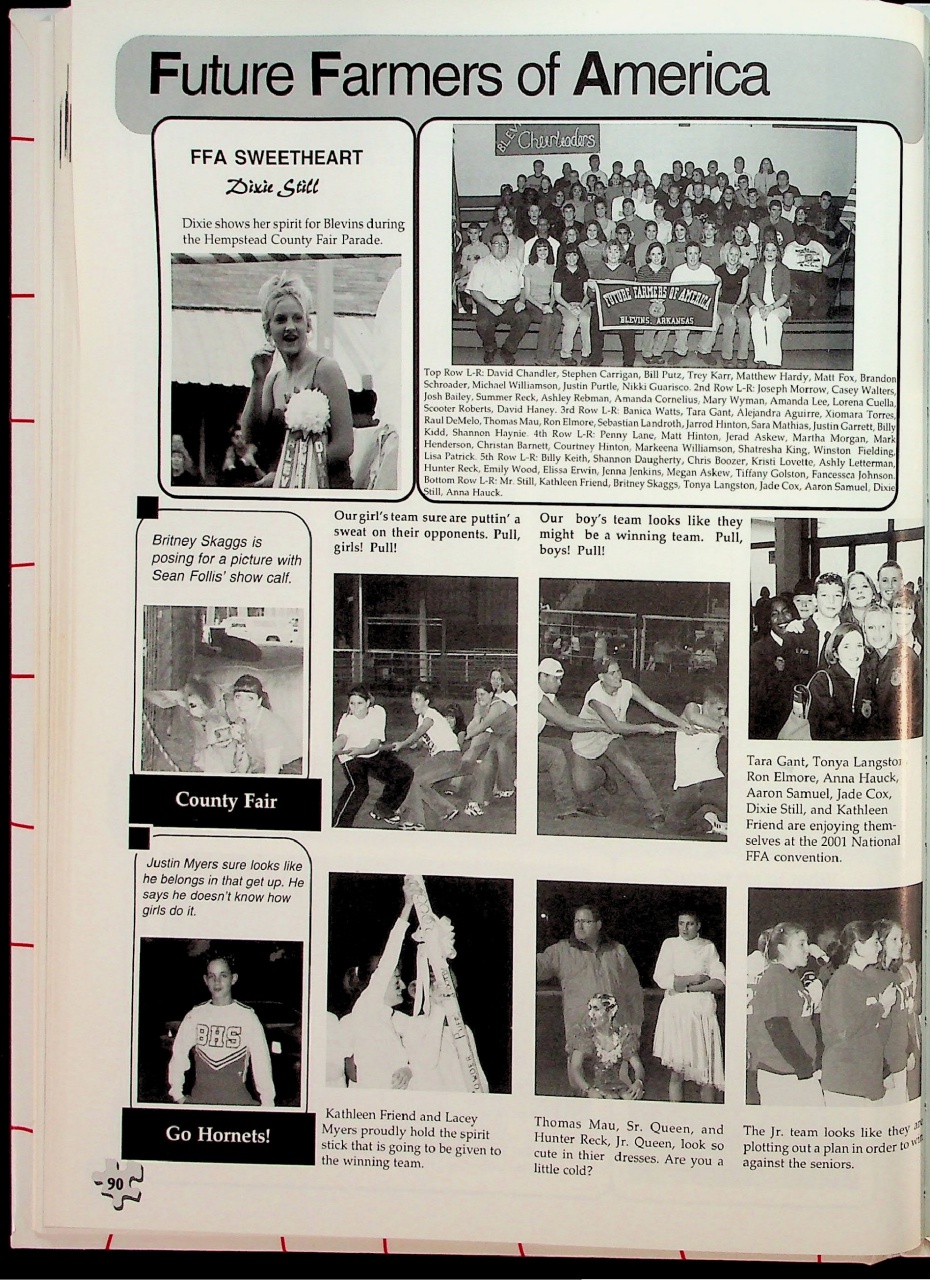 Future Farmers of America
FFA SWEETHEART
Dixie Still
Dixie shows her spirit for Blevins during
the Hempstead County Fair Parade.
Cheerleaders
FUTURE FARMERS OF AMERICA
BLEVINS, ARKANSAS
Top Row L-R: David Chandler, Stephen Carrigan, Bill Putz, Trey Karr, Matthew Hardy, Matt Fox, Brandon
Schroader, Michael Williamson, Justin Purtle, Nikki Guarisco. 2nd Row L-R: Joseph Morrow, Casey Walters,
Josh Bailey, Summer Reck, Ashley Rebman, Amanda Cornelius, Mary Wyman, Amanda Lee, Lorena Cuella,
Scooter Roberts, David Haney. 3rd Row L-R: Banica Watts, Tara Gant, Alejandra Aguirre, Xiomara Torres,
Raul DeMelo, Thomas Mau, Ron Elmore, Sebastian Landroth, Jarrod Hinton, Sara Mathias, Justin Garrett, Billy
Kidd, Shannon Haynie. 4th Row L-R: Penny Lane, Matt Hinton, Jerad Askew, Martha Morgan, Mark
Henderson, Christan Barnett, Courtney Hinton, Markeena Williamson, Shatresha King, Winston Fielding,
Lisa Patrick. 5th Row L-R: Billy Keith, Shannon Daugherty, Chris Boozer, Kristi Lovette, Ashly Letterman,
Hunter Reck, Emily Wood, Elissa Erwin, Jenna Jenkins, Megan Askew, Tiffany Golston, Fancessca Johnson.
Bottom Row L-R: Mr. Still, Kathleen Friend, Britney Skaggs, Tonya Langston, Jade Cox, Aaron Samuel, Dixie
Still, Anna Hauck.
Britney Skaggs is
posing for a picture with
Sean Follis' show calf.
County Fair
Our girl's team sure are puttin' a
sweat on their opponents. Pull,
girls! Pull!
Our boy's team looks like they
might be a winning team. Pull,
boys! Pull!
Tara Gant, Tonya Langston
Ron Elmore, Anna Hauck,
Aaron Samuel, Jade Cox,
Dixie Still, and Kathleen
Friend are enjoying them-
selves at the 2001 National
FFA convention.
Justin Myers sure looks like
he belongs in that get up. He
says he doesn't know how
girls do it.
BHS
Go Hornets!
Kathleen Friend and Lacey
Myers proudly hold the spirit
stick that is going to be given to
the winning team.
Thomas Mau, Sr. Queen, and
Hunter Reck, Jr. Queen, look so
cute in thier dresses. Are you a
little cold?
The Jr. team looks like they are
plotting out a plan in order to win
against the seniors.
90